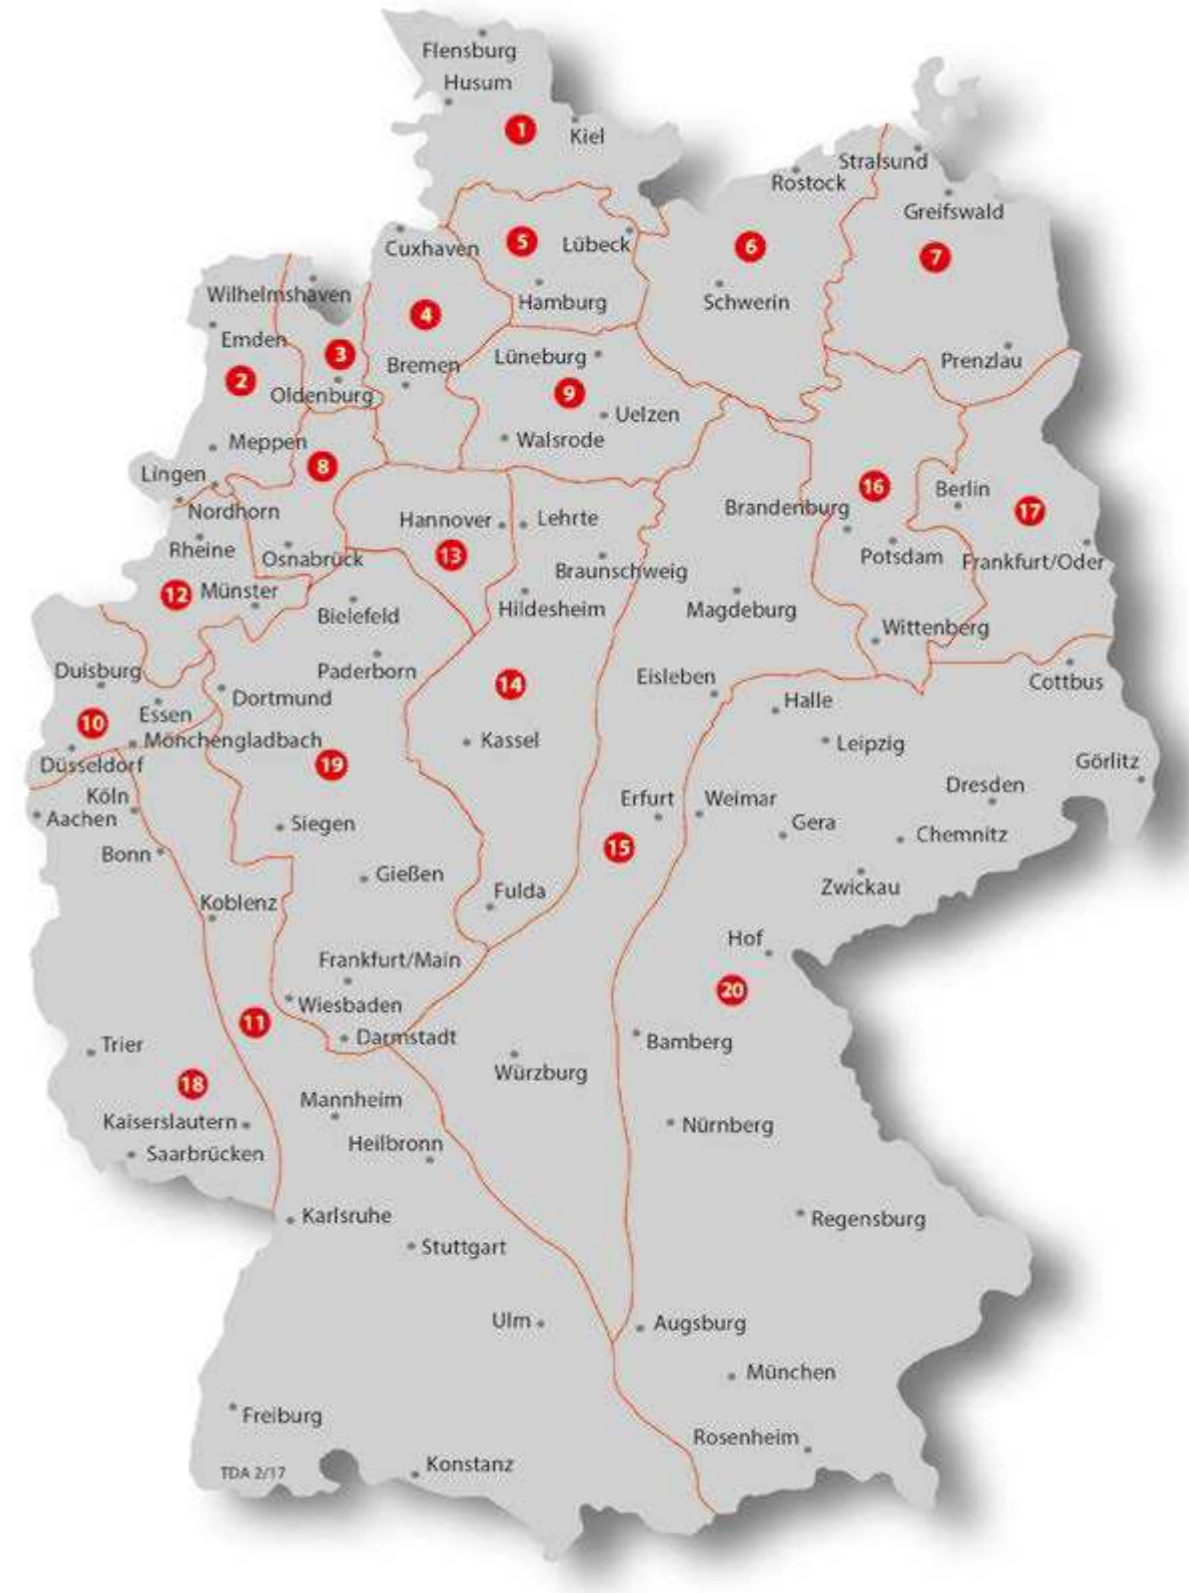 Flensburg
Husum
1
Kiel
Stralsund
Rostock
Greifswald
Cuxhaven
5
Lübeck
6
7
Wilhelmshaven
Hamburg
Schwerin
4
Emden
3
Bremen
Lüneburg
Prenzlau
2
Oldenburg
9
Uelzen
Meppen
Walsrode
8
Lingen
16
Berlin
Nordhorn
Hannover
Lehrte
Brandenburg
17
Rheine
Osnabrück
13
Braunschweig
Potsdam
Frankfurt/Oder
12
Münster
Bielefeld
Hildesheim
Magdeburg
Wittenberg
Duisburg
Paderborn
14
Eisleben
Cottbus
Dortmund
Halle
10
Essen
Mönchengladbach
Kassel
Leipzig
Düsseldorf
19
Görlitz
Köln
Erfurt
Weimar
Dresden
Aachen
Siegen
Gera
Chemnitz
Bonn
15
Gießen
Zwickau
Koblenz
Fulda
Hof
Frankfurt/Main
20
Wiesbaden
11
Trier
Darmstadt
Bamberg
18
Würzburg
Mannheim
Kaiserslautern
Nürnberg
Saarbrücken
Heilbronn
Karlsruhe
Regensburg
Stuttgart
Ulm
Augsburg
München
Freiburg
Rosenheim
TDA 2/17
Konstanz